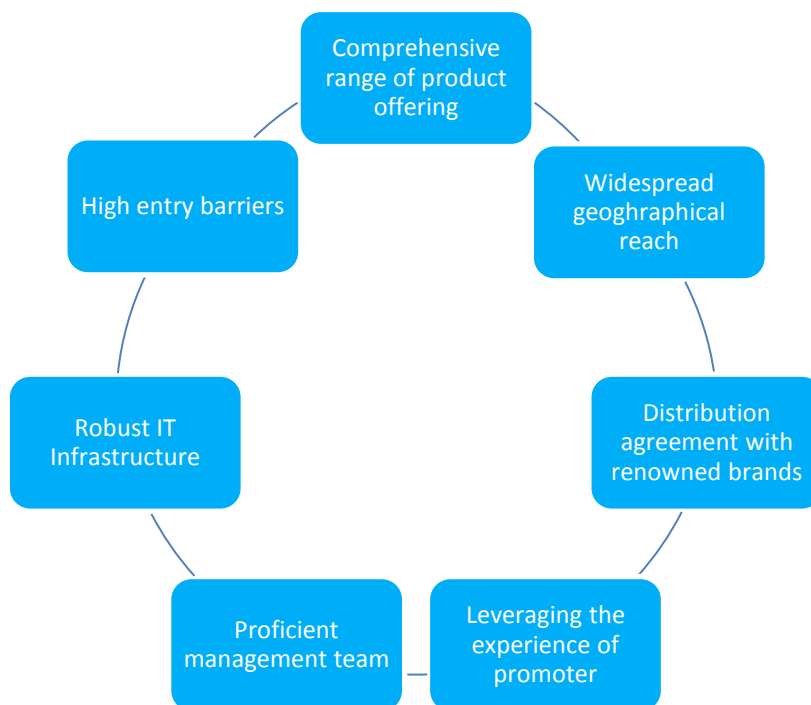 Comprehensive
range of product
offering
Widespread
geoghraphical
reach
Distribution
agreement with
renowned brands
Leveraging the
experience of
promoter
Proficient
management team
Robust IT
Infrastructure
High entry barriers